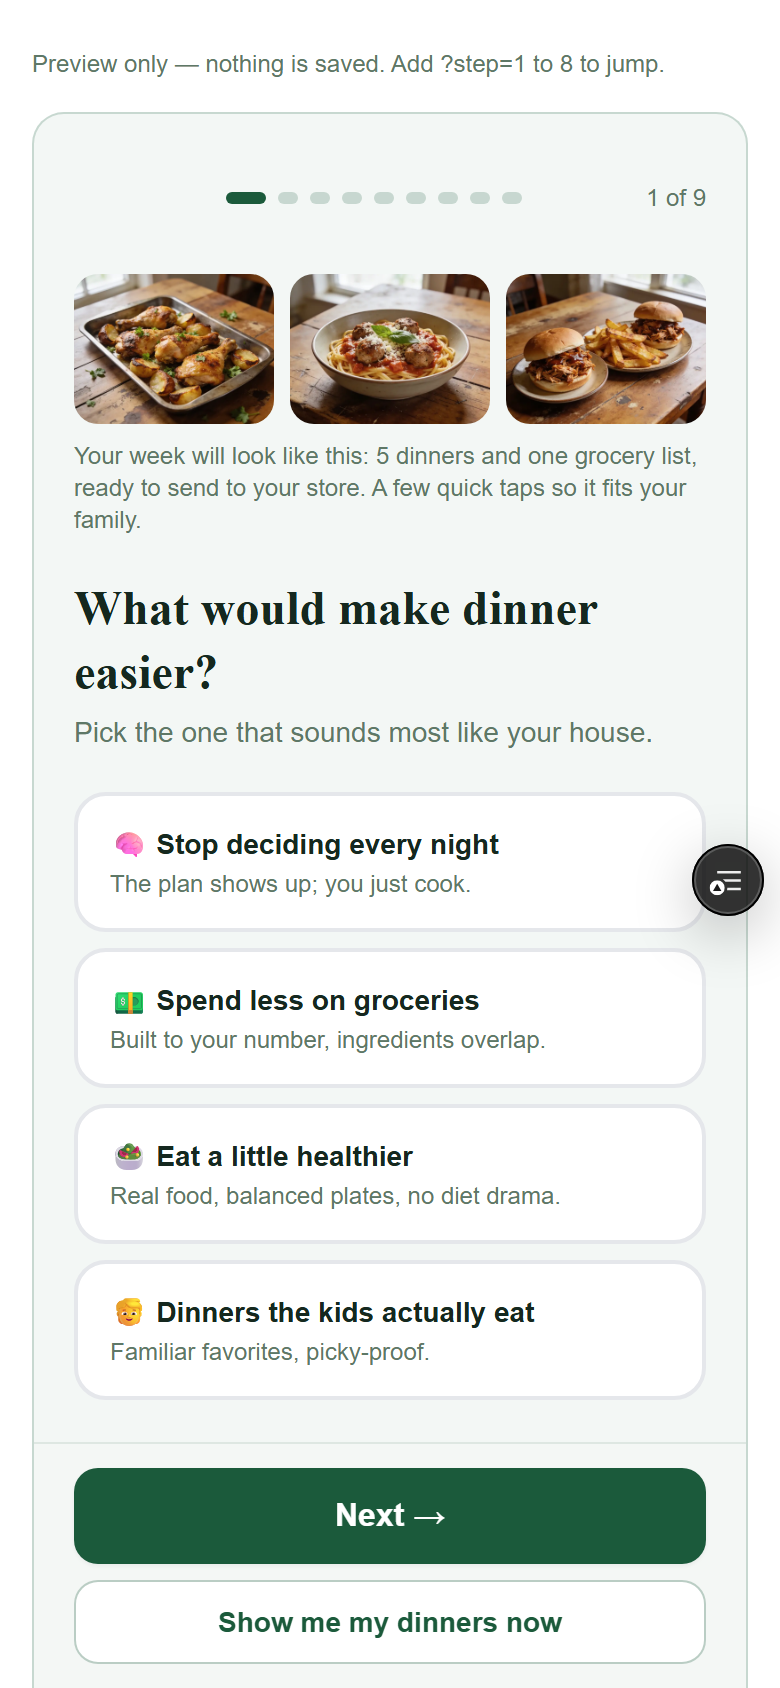 Preview only — nothing is saved. Add ?step=1 to 8 to jump.
1 of 9
Your week will look like this: 5 dinners and one grocery list,
ready to send to your store. A few quick taps so it fits your
family.
What would make dinner
easier?
Pick the one that sounds most like your house.
🧠 Stop deciding every night
The plan shows up; you just cook.
💵 Spend less on groceries
Built to your number, ingredients overlap.
🥗 Eat a little healthier
Real food, balanced plates, no diet drama.
👦 Dinners the kids actually eat
Familiar favorites, picky-proof.
Next →
Show me my dinners now